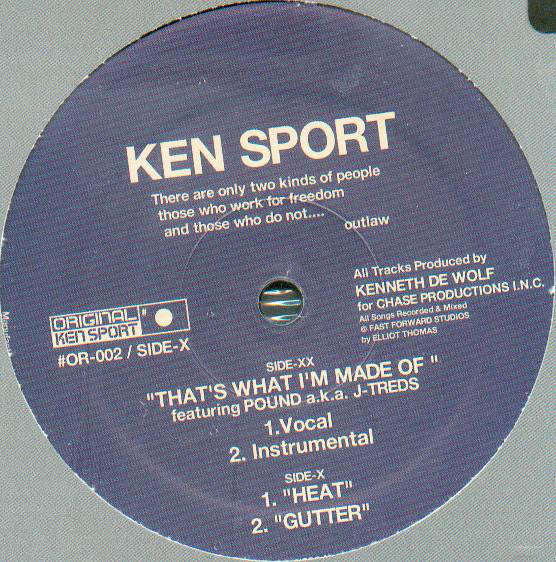 KEN SPORT
There are only two kinds of people
those who work for freedom
and those who do not....
outlaw
All Tracks Produced by
KENNETH DE WOLF
for CHASE PRODUCTIONS I.N.C.
All Songs Recorded & Mixed
@ FAST FORWARD STUDIOS
by ELLIOT THOMAS
ORIGINAL
KEN SPORT
#OR-002 / SIDE-X
SIDE-XX
"THAT'S WHAT I'M MADE OF "
featuring POUND a.k.a. J-TREDS
1.Vocal
2. Instrumental
SIDE-X
1. "HEAT"
2. "GUTTER"